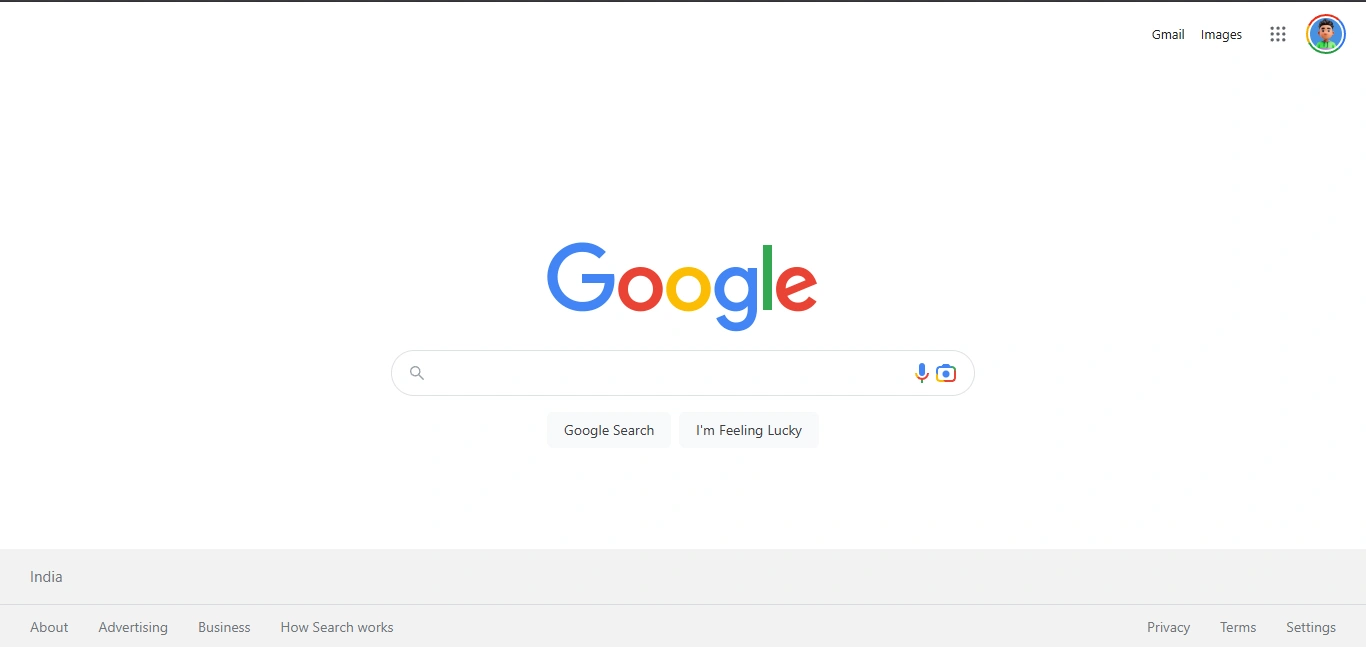 Gmail Images
Google
Google Search I'm Feeling Lucky
India
About Advertising Business How Search works Privacy Terms Settings